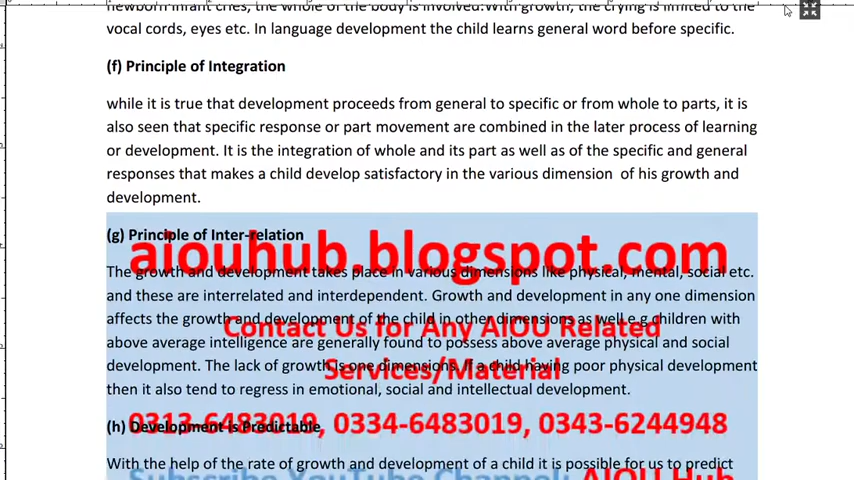 newborn infant cries, the whole of the body is involved.With growth, the crying is limited to the
vocal cords, eyes etc. In language development the child learns general word before specific.
(f) Principle of Integration
while it is true that development proceeds from general to specific or from whole to parts, it is
also seen that specific response or part movement are combined in the later process of learning
or development. It is the integration of whole and its part as well as of the specific and general
responses that makes a child develop satisfactory in the various dimension of his growth and
development.
(g) Principle of Inter-relation
aiouhub.blogspot.com
The growth and development takes place in various dimensions like physical, mental, social etc.
and these are interrelated and interdependent. Growth and development in any one dimension
affects the growth and development of the child in other dimensions as well e.g children with
Contact Us for Any AIOU Related
above average intelligence are generally found to possess above average physical and social
development. The lack of growth is one dimensions. If a child having poor physical development
Services/Material
then it also tend to regress in emotional, social and intellectual development.
(h) Development is Predictable
0313-6483019, 0334-6483019, 0343-6244948
With the help of the rate of growth and development of a child it is possible for us to predict
Subscribe YouTube Channel: AIOU Hub